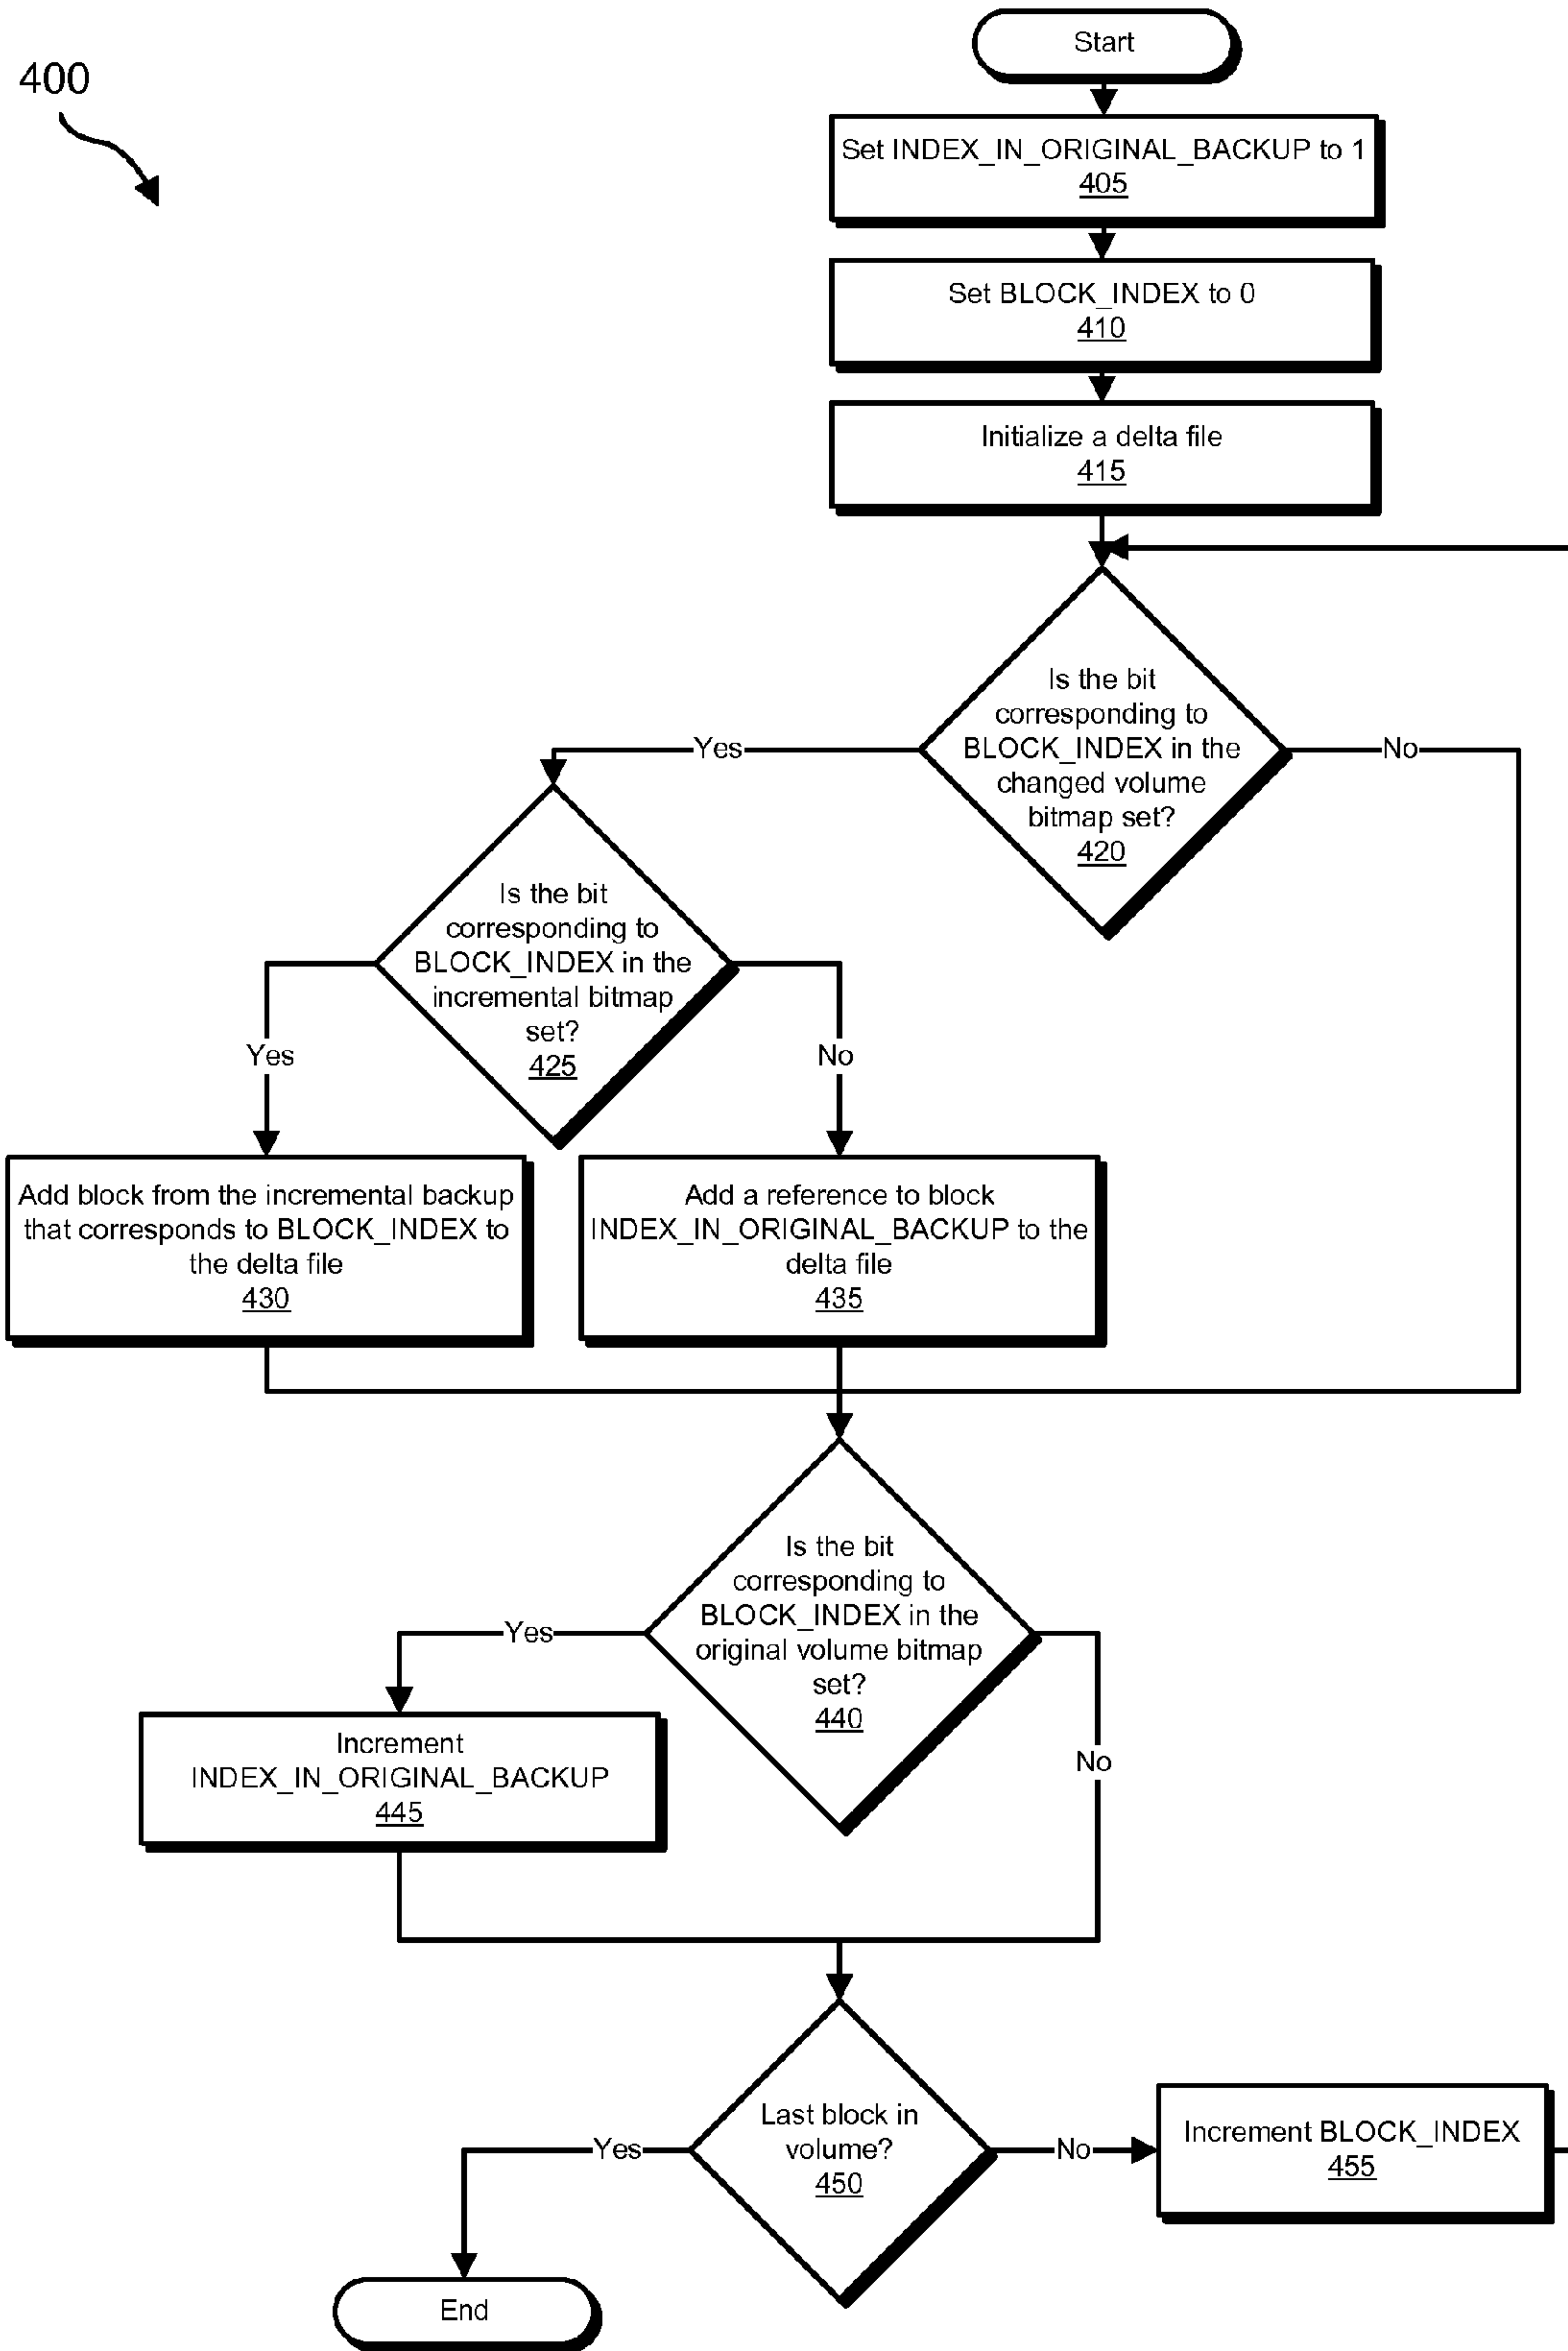 400
Start
Set INDEX_IN_ORIGINAL_BACKUP to 1
405
Set BLOCK_INDEX to 0
410
Initialize a delta file
415
Is the bit
corresponding to
BLOCK_INDEX in the
changed volume
bitmap set?
420
Yes
No
Is the bit
corresponding to
BLOCK_INDEX in the
incremental bitmap
set?
425
Yes
No
Add block from the incremental backup
that corresponds to BLOCK_INDEX to
the delta file
430
Add a reference to block
INDEX_IN_ORIGINAL_BACKUP to the
delta file
435
Is the bit
corresponding to
BLOCK_INDEX in the
original volume bitmap
set?
440
Yes
No
Increment
INDEX_IN_ORIGINAL_BACKUP
445
Last block in
volume?
450
Yes
No
Increment BLOCK_INDEX
455
End